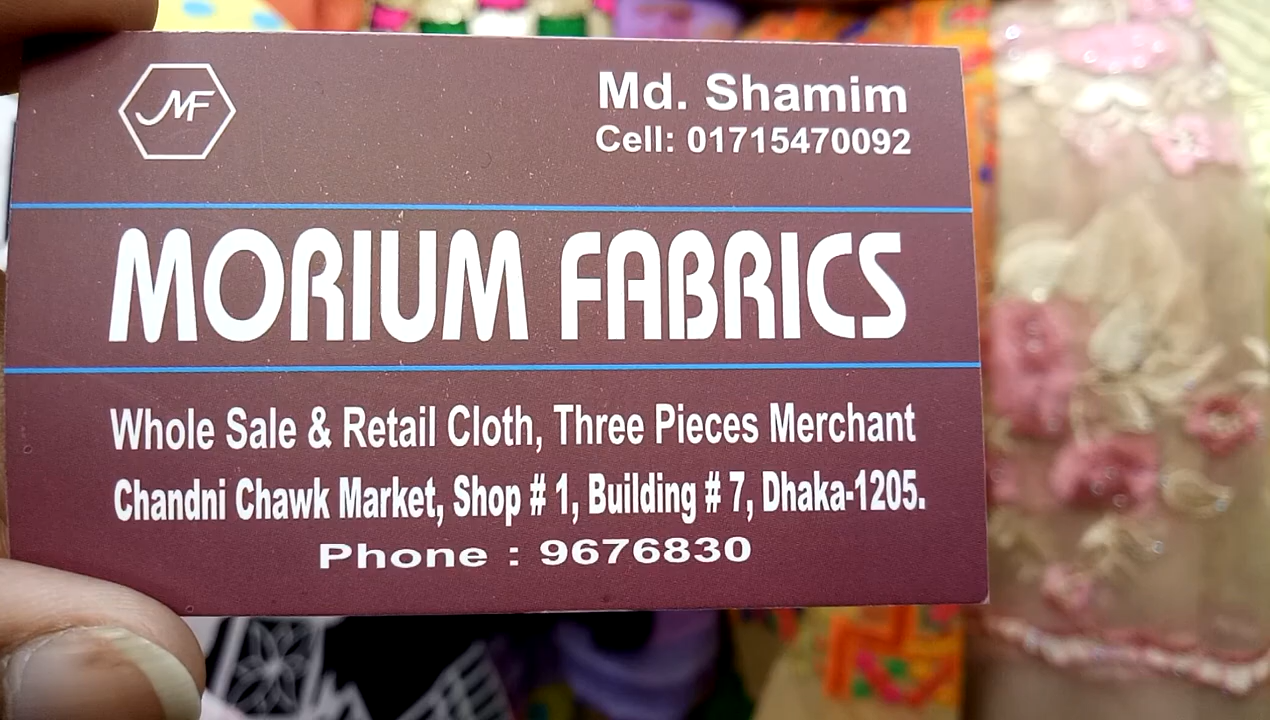 MF
Md. Shamim
Cell: 01715470092
MORIUM FABRICS
Whole Sale & Retail Cloth, Three Pieces Merchant
Chandni Chawk Market, Shop # 1, Building # 7, Dhaka-1205.
Phone : 9676830